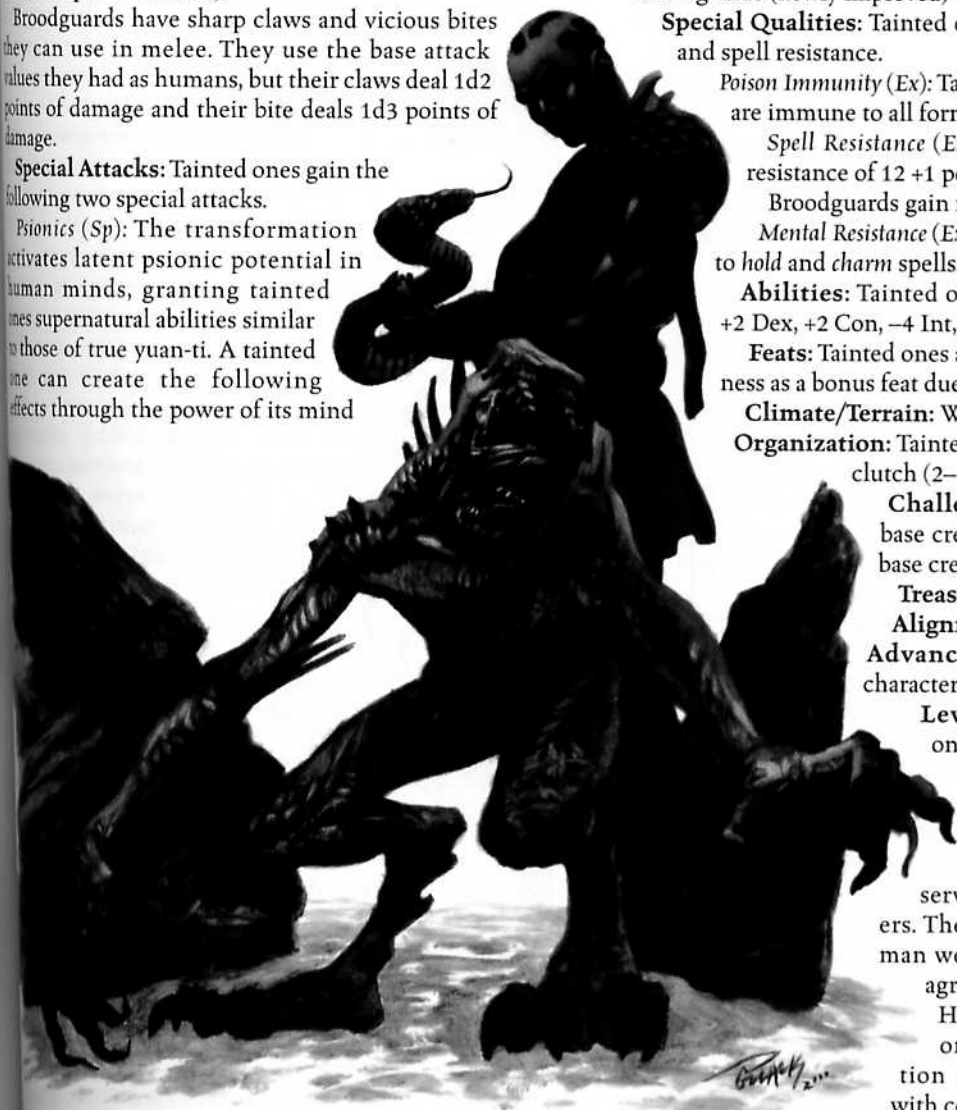 Broodguards have sharp claws and vicious bites
they can use in melee. They use the base attack
values they had as humans, but their claws deal 1d2
points of damage and their bite deals 1d3 points of
damage.
Special Attacks: Tainted ones gain the
following two special attacks.
Psionics (Sp): The transformation
activates latent psionic potential in
human minds, granting tainted
ones supernatural abilities similar
to those of true yuan-ti. A tainted
one can create the following
effects through the power of its mind
Special Qualities: Tainted
and spell resistance.
Poison Immunity (Ex): Ta
are immune to all for
Spell Resistance (E
resistance of 12 +1 p
Broodguards gain
Mental Resistance (Ex
to hold and charm spells
Abilities: Tainted o
+2 Dex, +2 Con, –4 Int,
Feats: Tainted ones a
ness as a bonus feat due
Climate/Terrain: W
Organization: Tainte
clutch (2–
Challe
base cre
base cre
Treas
Align
Advanc
character
Lev
on
serv
ers. The
man we
agr
H
or
tion
with c